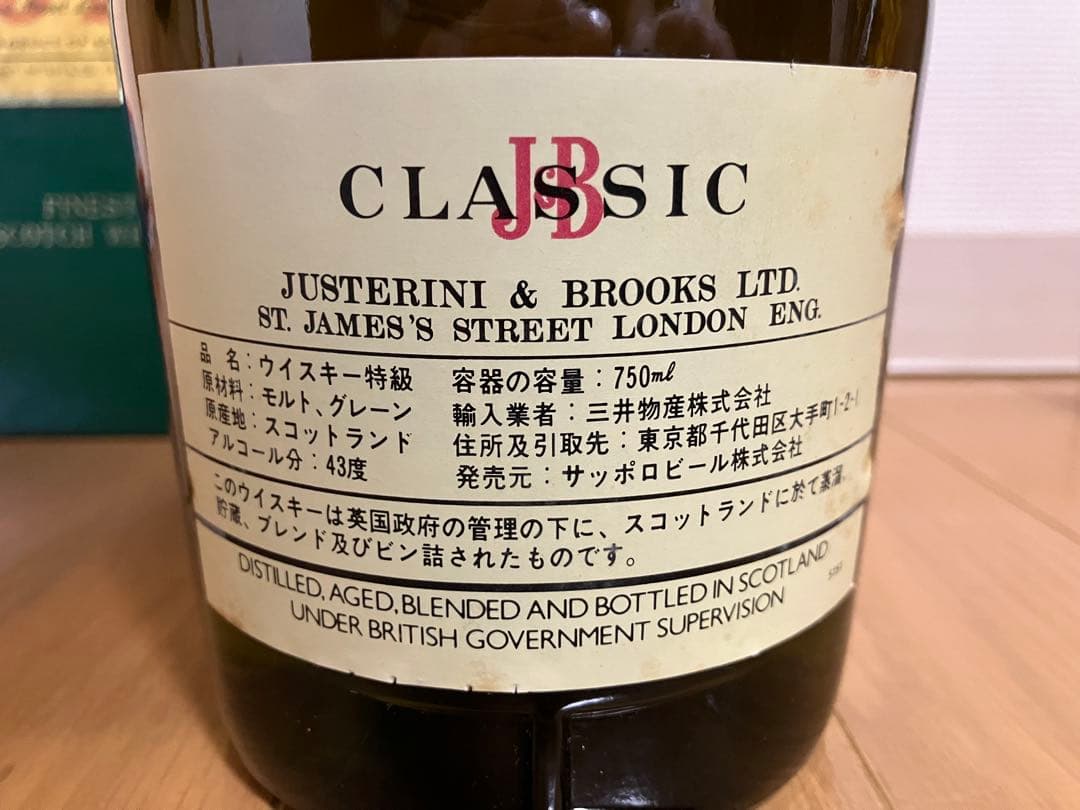 FINES
SCOTCH W
J&B
CLASSIC
JUSTERINI & BROOKS LTD.
ST. JAMES'S STREET LONDON ENG.
品 名：ウイスキー特級
原材料：モルト、グレーン
原産地：スコットランド
アルコール分：43度
容器の容量：750ml
輸入業者：三井物産株式会社
住所及引取先：東京都千代田区大手町1-2-1
発売元：サッポロビール株式会社
このウイスキーは英国政府の管理の下に、スコットランドに於て蒸溜、
貯蔵、ブレンド及びビン詰されたものです。
DISTILLED, AGED, BLENDED AND BOTTLED IN SCOTLAND
UNDER BRITISH GOVERNMENT SUPERVISION